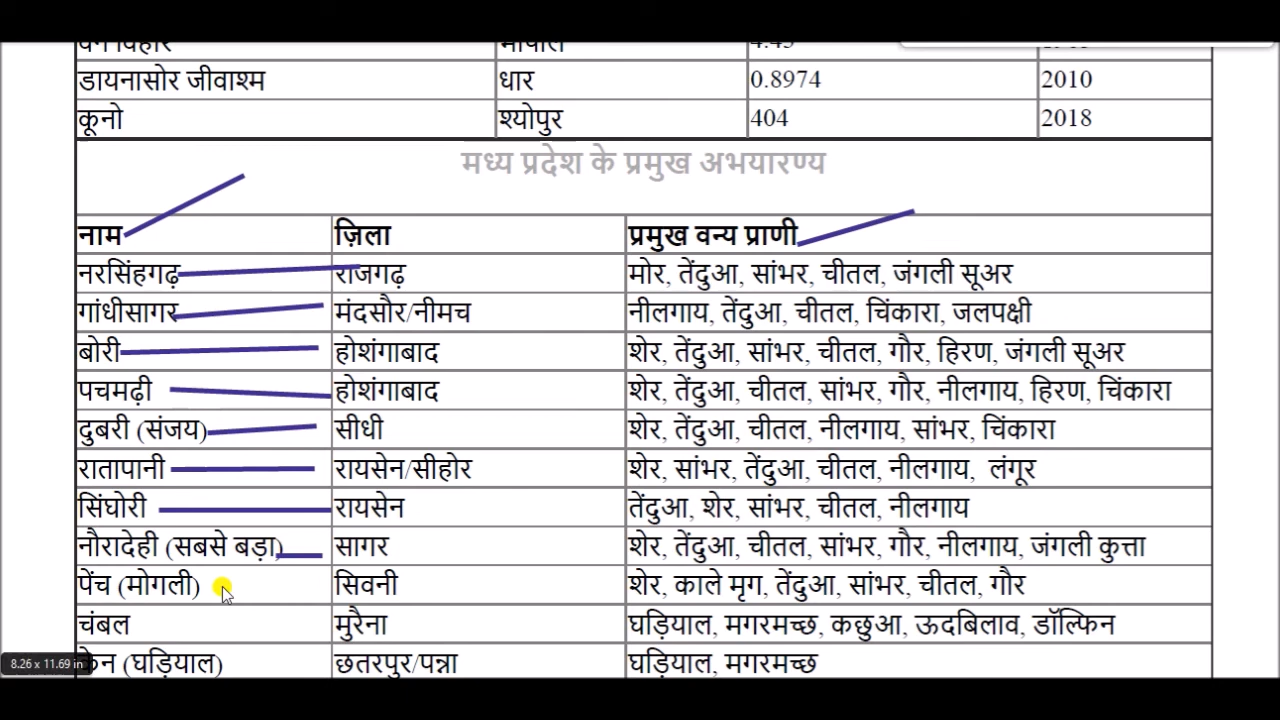 वन विहार भोपाल 4.45
डायनासोर जीवाश्म धार 0.8974 2010
कूनो श्योपुर 404 2018
मध्य प्रदेश के प्रमुख अभयारण्य
नाम ज़िला प्रमुख वन्य प्राणी
नरसिंहगढ़ राजगढ़ मोर, तेंदुआ, सांभर, चीतल, जंगली सूअर
गांधीसागर मंदसौर/नीमच नीलगाय, तेंदुआ, चीतल, चिंकारा, जलपक्षी
बोरी होशंगाबाद शेर, तेंदुआ, सांभर, चीतल, गौर, हिरण, जंगली सूअर
पचमढ़ी होशंगाबाद शेर, तेंदुआ, चीतल, सांभर, गौर, नीलगाय, हिरण, चिंकारा
दुबरी (संजय) सीधी शेर, तेंदुआ, चीतल, नीलगाय, सांभर, चिंकारा
रातापानी रायसेन/सीहोर शेर, सांभर, तेंदुआ, चीतल, नीलगाय, लंगूर
सिंघोरी रायसेन तेंदुआ, शेर, सांभर, चीतल, नीलगाय
नौरादेही (सबसे बड़ा) सागर शेर, तेंदुआ, चीतल, सांभर, गौर, नीलगाय, जंगली कुत्ता
पेंच (मोगली) सिवनी शेर, काले मृग, तेंदुआ, सांभर, चीतल, गौर
चंबल मुरैना घड़ियाल, मगरमच्छ, कछुआ, ऊदबिलाव, डॉल्फिन
केन (घड़ियाल) छतरपुर/पन्ना घड़ियाल, मगरमच्छ
8.26 x 11.69 in